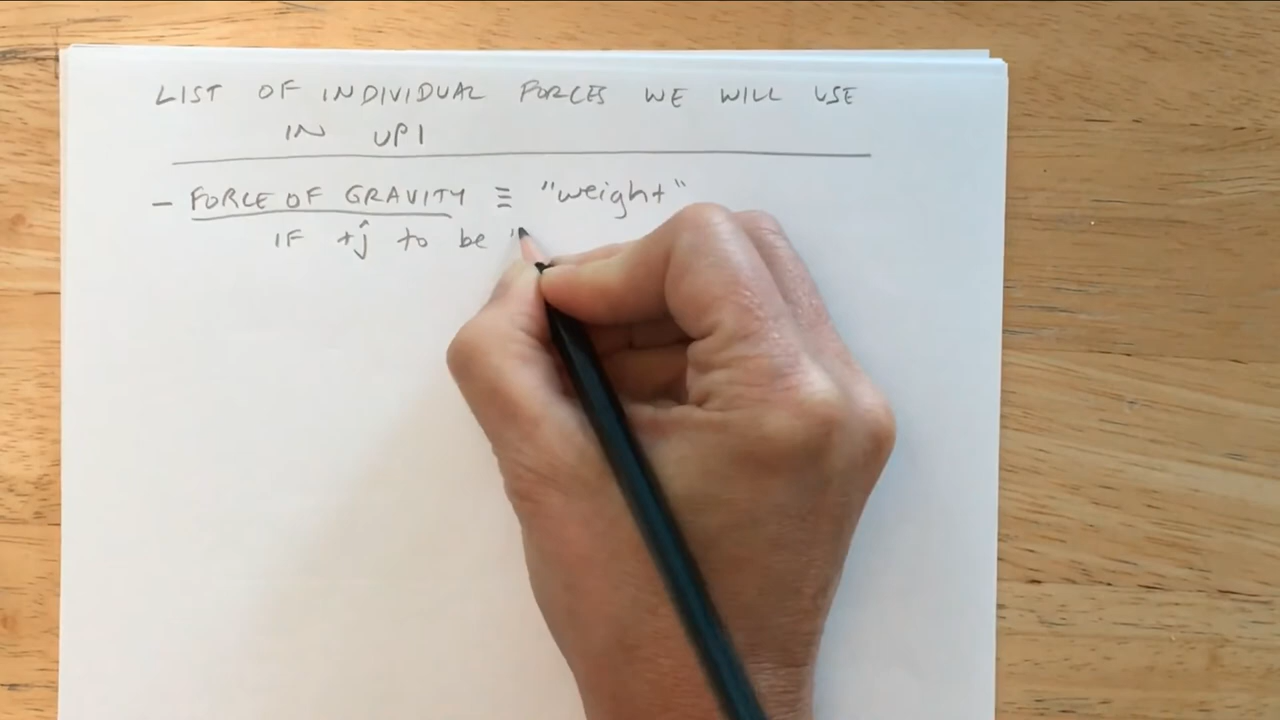 LIST OF INDIVIDUAL FORCES WE WILL USE
IN UP1
- FORCE OF GRAVITY ≡ "weight"
IF +ĵ to be "